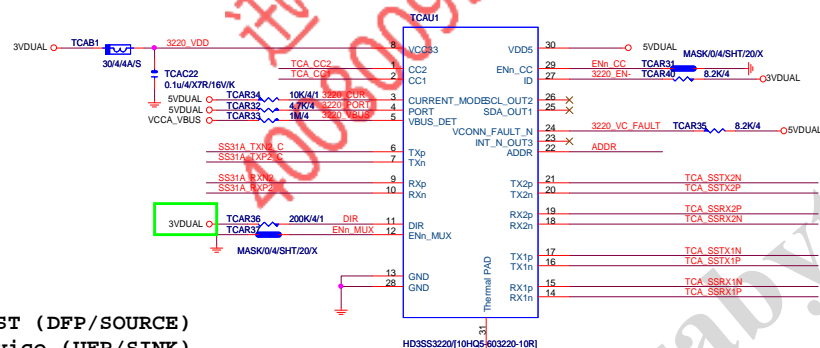 TCAU1
3VDUAL TCAB1 3220_VDD 8 VCC33 VDD5 30 5VDUAL
30/4/4A/S
MASK/0/4/SHT/20/X
TCA_CC2 1 CC2 ENn_CC 29 ENn_CC TCAR31
TCA_CC1 2 CC1 ID 27 3220_EN- TCAR40 8.2K/4 3VDUAL
TCAC22
0.1u/4/X7R/16V/K
5VDUAL TCAR34 10K/4/1 3220_CUR 3 CURRENT_MODE SCL_OUT2 26
5VDUAL TCAR32 4.7K/4 3220_PORT 4 PORT SDA_OUT1 25
VCCA_VBUS TCAR33 1M/4 3220_VBUS 5 VBUS_DET
VCONN_FAULT_N 24 3220_VC_FAULT TCAR35 8.2K/4 5VDUAL
INT_N_OUT3 23
SS31A_TXN2_C 6 TXp ADDR 22 ADDR
SS31A_TXP2_C 7 TXn
SS31A_RXN2 9 RXp TX2p 21 TCA_SSTX2N
SS31A_RXP2 10 RXn TX2n 20 TCA_SSTX2P
RX2p 19 TCA_SSRX2P
3VDUAL TCAR36 200K/4/1 DIR 11 DIR RX2n 18 TCA_SSRX2N
TCAR37 ENn_MUX 12 ENn_MUX
MASK/0/4/SHT/20/X
TX1p 17 TCA_SSTX1N
TX1n 16 TCA_SSTX1P
13 GND
28 GND
RX1p 15 TCA_SSRX1N
RX1n 14 TCA_SSRX1P
Thermal PAD
31
ST (DFP/SOURCE)
vice (UFP/SINK)
HD3SS3220/[10HQ5-603220-10R]